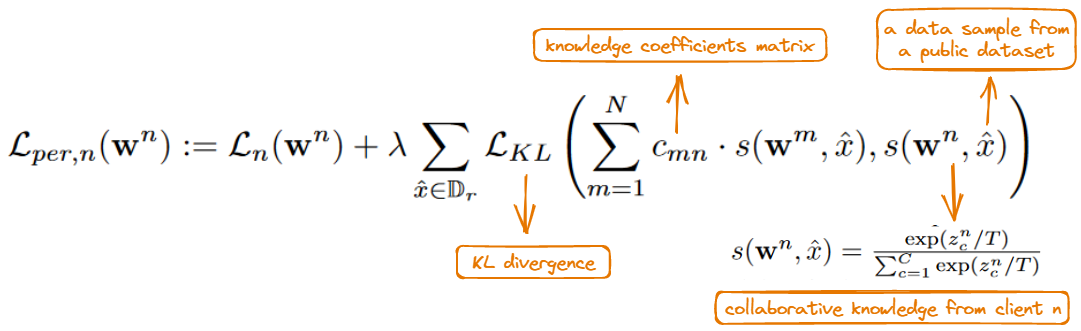 knowledge coefficients matrix
a data sample from
a public dataset
$\mathcal{L}_{per,n}(\mathbf{w}^n) := \mathcal{L}_n(\mathbf{w}^n) + \lambda \sum_{\hat{x} \in \mathbb{D}_r} \mathcal{L}_{KL} \left( \sum_{m=1}^{N} c_{mn} \cdot s(\mathbf{w}^m, \hat{x}), s(\mathbf{w}^n, \hat{x}) \right)$
KL divergence
$s(\mathbf{w}^n, \hat{x}) = \frac{\exp(z_c^n/T)}{\sum_{c=1}^{C} \exp(z_c^n/T)}$
collaborative knowledge from client n